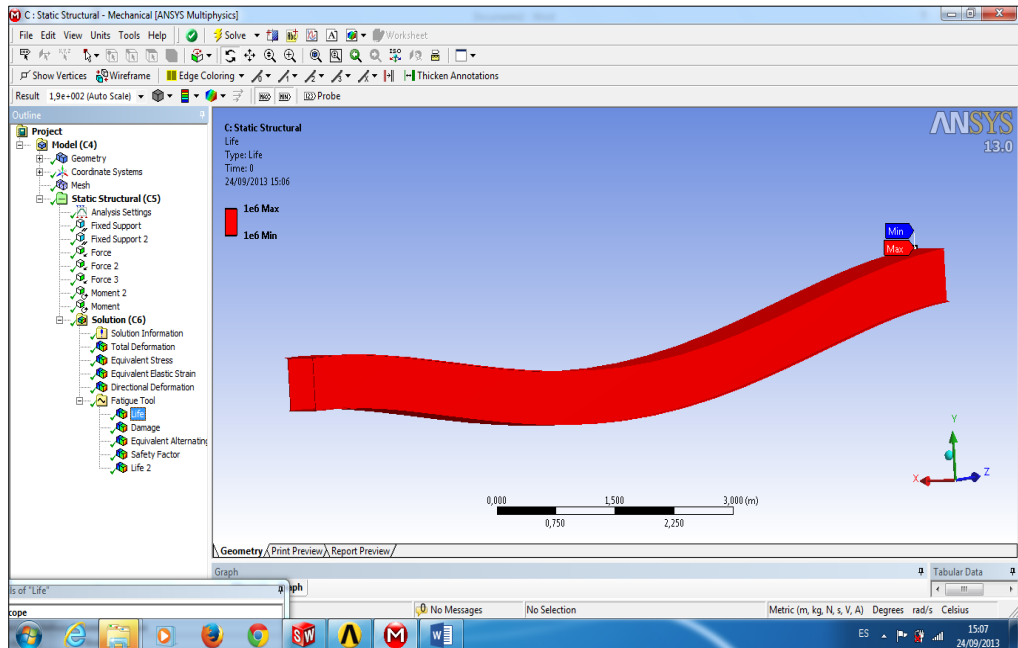 C : Static Structural - Mechanical [ANSYS Multiphysics]
File Edit View Units Tools Help Solve Worksheet
Show Vertices Wireframe Edge Coloring Thicken Annotations
Result 1,9e+002 (Auto Scale) MAX MIN Probe
Outline
Project
Model (C4)
Geometry
Coordinate Systems
Mesh
Static Structural (C5)
Analysis Settings
Fixed Support
Fixed Support 2
Force
Force 2
Force 3
Moment 2
Moment
Solution (C6)
Solution Information
Total Deformation
Equivalent Stress
Equivalent Elastic Strain
Directional Deformation
Fatigue Tool
Life
Damage
Equivalent Alternating
Safety Factor
Life 2
C: Static Structural
Life
Type: Life
Time: 0
24/09/2013 15:06
1e6 Max
1e6 Min
ANSYS
13.0
Min
Max
Y
X
Z
0,000 1,500 3,000 (m)
0,750 2,250
Geometry Print Preview Report Preview
Graph
Tabular Data
ls of "Life"
cope
aph
No Messages No Selection Metric (m, kg, N, s, V, A) Degrees rad/s Celsius
ES 15:07
24/09/2013